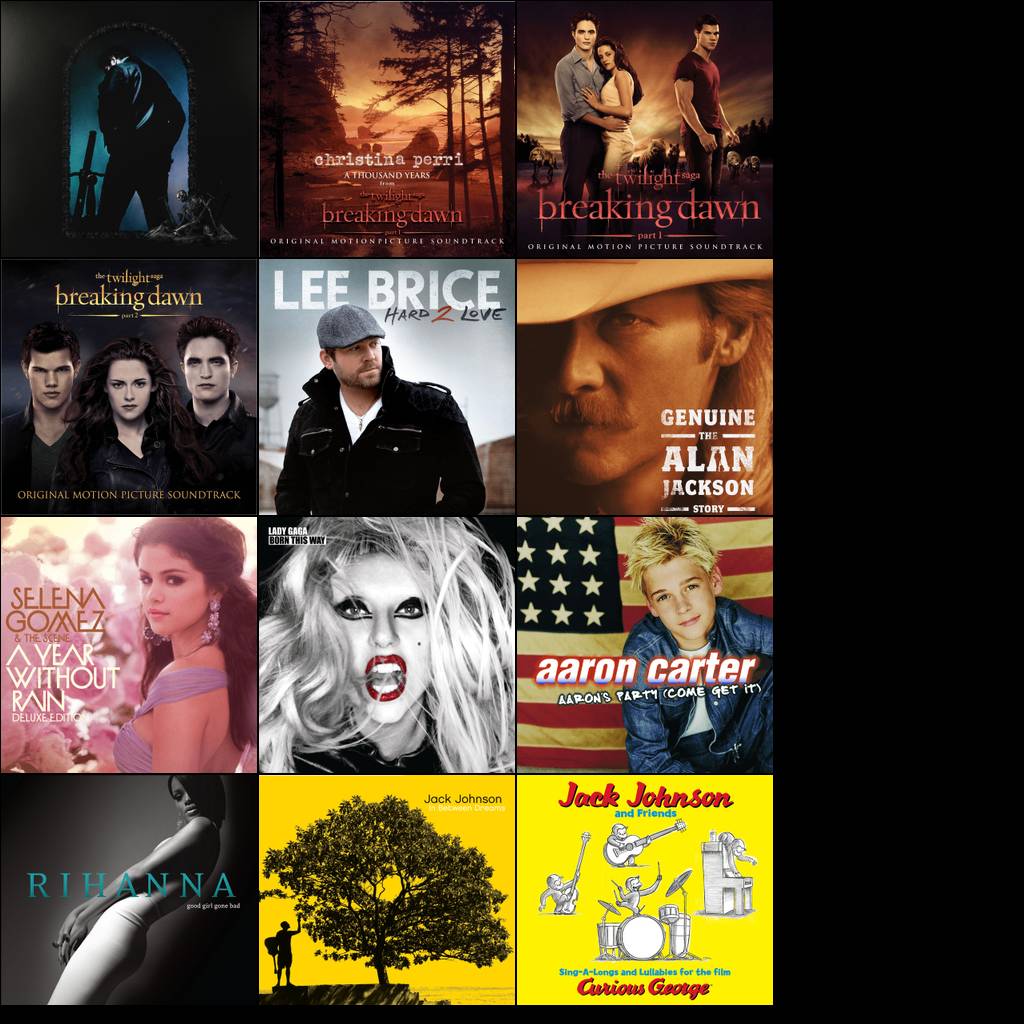 christina perri
A THOUSAND YEARS
from
the twilight saga
breaking dawn
part 1
ORIGINAL MOTION PICTURE SOUNDTRACK
the twilight saga
breaking dawn
part 1
ORIGINAL MOTION PICTURE SOUNDTRACK
the twilight saga
breaking dawn
part 2
ORIGINAL MOTION PICTURE SOUNDTRACK
LEE BRICE
HARD 2 LOVE
GENUINE
THE
ALAN
JACKSON
STORY
SELENA
GOMEZ
& THE SCENE
A YEAR
WITHOUT
RAIN
DELUXE EDITION
LADY GAGA
BORN THIS WAY
aaron carter
AARON'S PARTY (COME GET IT)
RIHANNA
good girl gone bad
Jack Johnson
In Between Dreams
Jack Johnson
and Friends
Sing-A-Longs and Lullabies for the film
Curious George